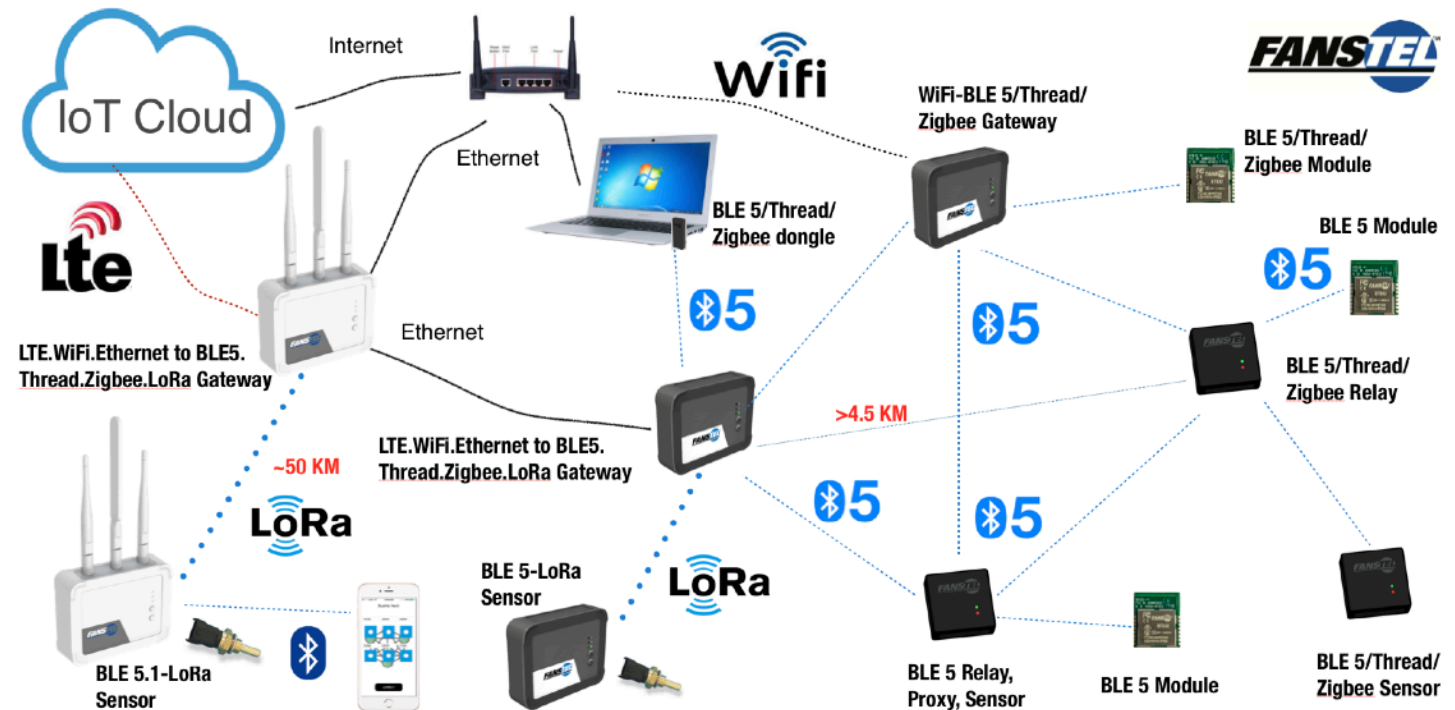 Internet
Wifi
FANSTEL
IoT Cloud
WiFi-BLE 5/Thread/
Zigbee Gateway
BLE 5/Thread/
Zigbee Module
Ethernet
BLE 5/Thread/
Zigbee dongle
BLE 5 Module
Lte
5
5
5
FANSTEL
Ethernet
LTE.WiFi.Ethernet to BLE5.
Thread.Zigbee.LoRa Gateway
BLE 5/Thread/
Zigbee Relay
>4.5 KM
LTE.WiFi.Ethernet to BLE5.
Thread.Zigbee.LoRa Gateway
~50 KM
LoRa
5
5
BLE 5-LoRa
Sensor
LoRa
FANSTEL
FANSTEL
BLE 5.1-LoRa
Sensor
BLE 5 Relay,
Proxy, Sensor
BLE 5 Module
BLE 5/Thread/
Zigbee Sensor